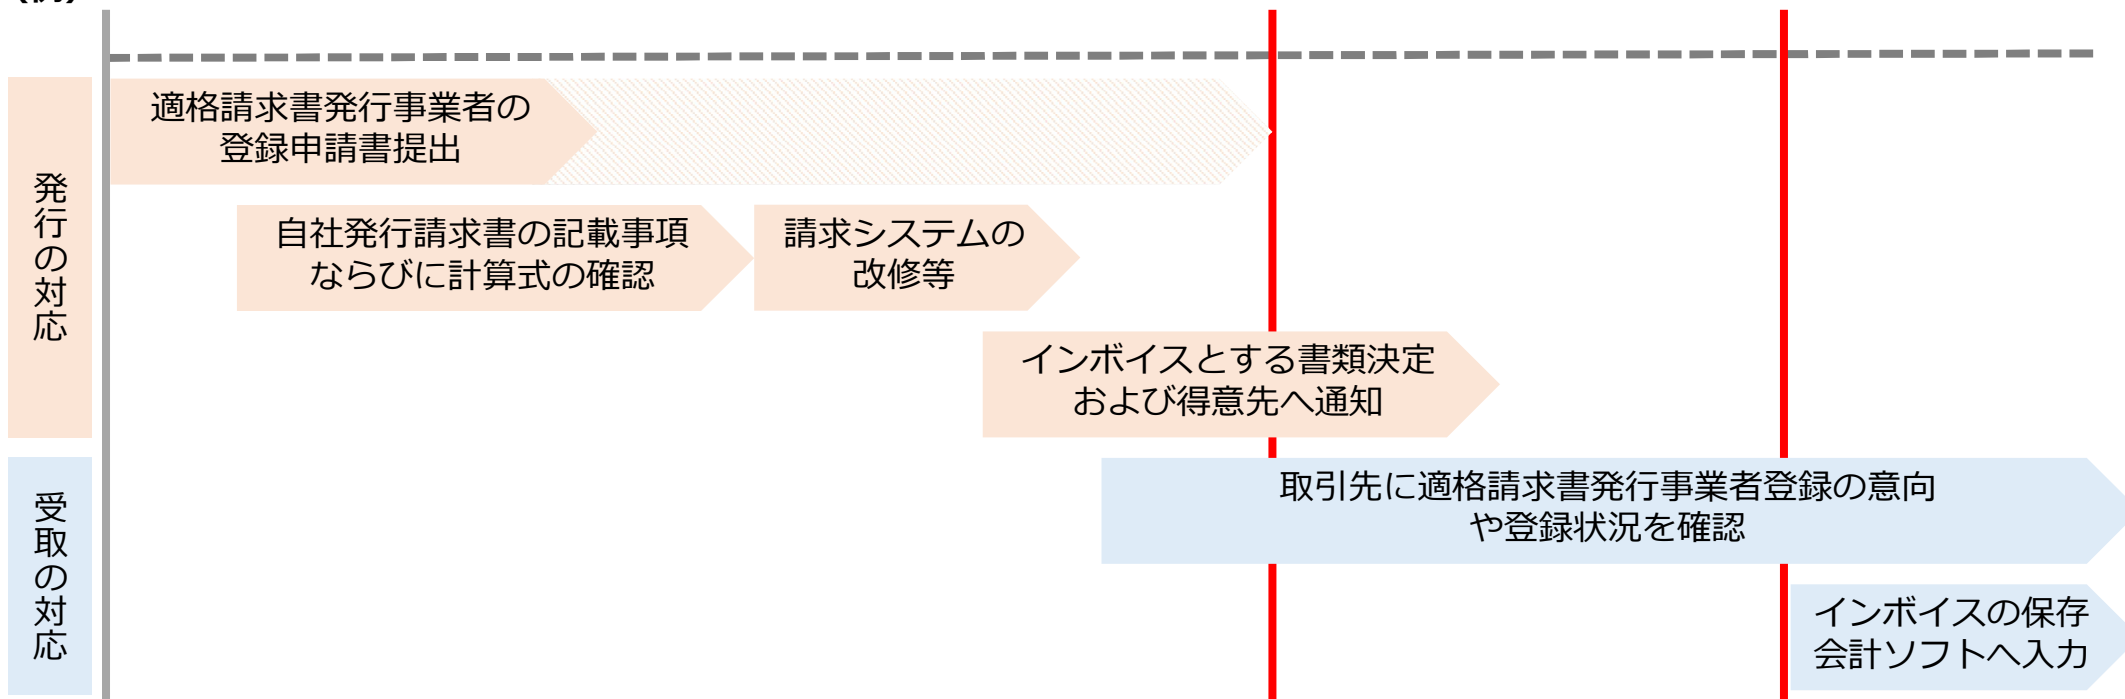 発行の対応
適格請求書発行事業者の
登録申請書提出
自社発行請求書の記載事項
ならびに計算式の確認
請求システムの
改修等
インボイスとする書類決定
および得意先へ通知
受取の対応
取引先に適格請求書発行事業者登録の意向
や登録状況を確認
インボイスの保存
会計ソフトへ入力